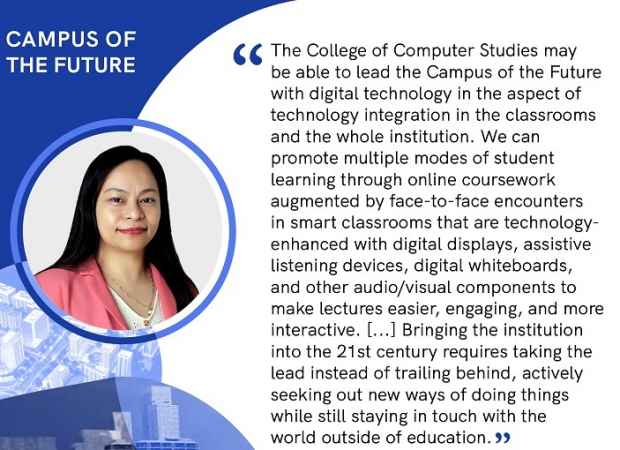 CAMPUS OF
THE FUTURE
“ The College of Computer Studies may
be able to lead the Campus of the Future
with digital technology in the aspect of
technology integration in the classrooms
and the whole institution. We can
promote multiple modes of student
learning through online coursework
augmented by face-to-face encounters
in smart classrooms that are technology-
enhanced with digital displays, assistive
listening devices, digital whiteboards,
and other audio/visual components to
make lectures easier, engaging, and more
interactive. [...] Bringing the institution
into the 21st century requires taking the
lead instead of trailing behind, actively
seeking out new ways of doing things
while still staying in touch with the
world outside of education. ”